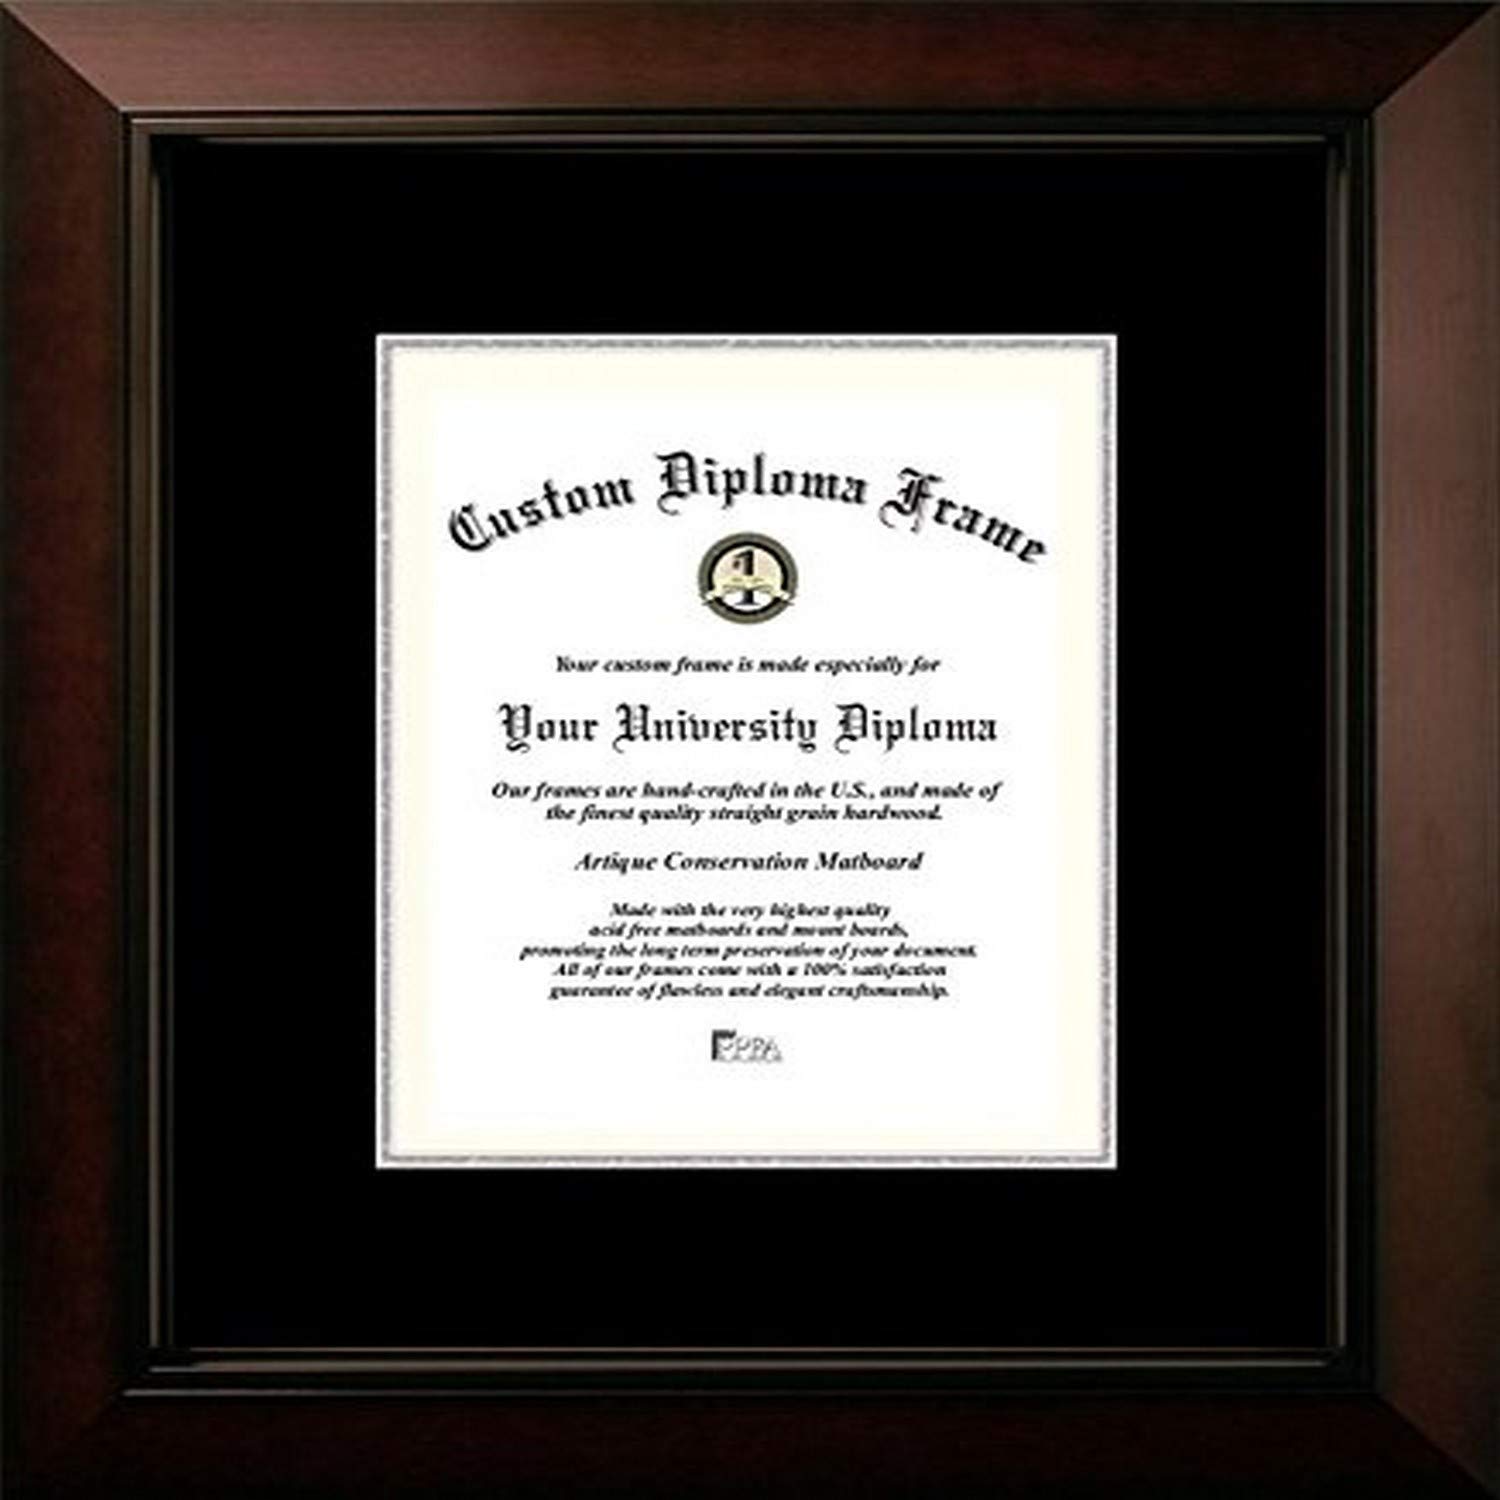 Custom Diploma Frame
Your custom frame is made especially for
Your University Diploma
Our frames are hand-crafted in the U.S., and made of
the finest quality straight grain hardwood.
Artique Conservation Matboard
Made with the very highest quality
acid free matboards and mount boards,
promoting the long term preservation of your document.
All of our frames come with a 100% satisfaction
guarantee of flawless and elegant craftsmanship.
PPFA